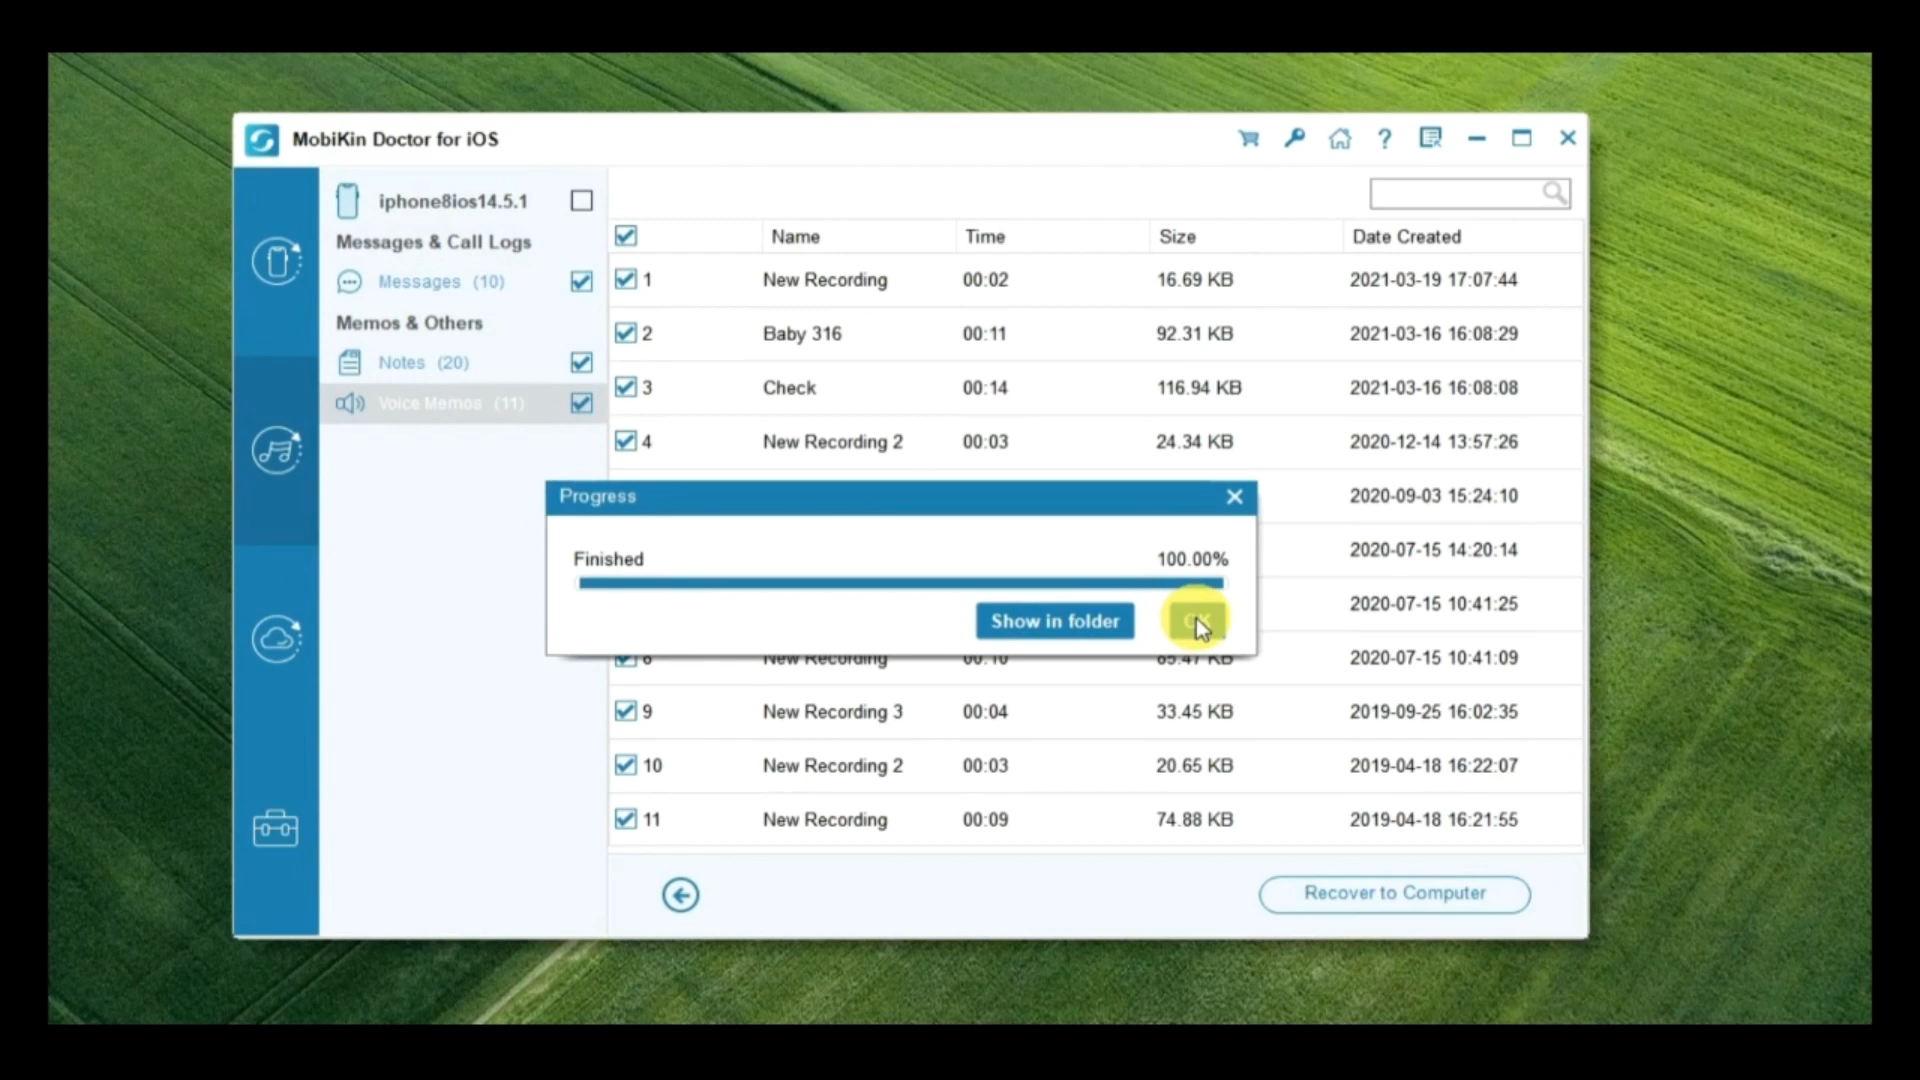 MobiKin Doctor for iOS
iphone8ios14.5.1
Messages & Call Logs
Messages (10)
Memos & Others
Notes (20)
Voice Memos (11)
Name Time Size Date Created
1 New Recording 00:02 16.69 KB 2021-03-19 17:07:44
2 Baby 316 00:11 92.31 KB 2021-03-16 16:08:29
3 Check 00:14 116.94 KB 2021-03-16 16:08:08
4 New Recording 2 00:03 24.34 KB 2020-12-14 13:57:26
2020-09-03 15:24:10
2020-07-15 14:20:14
2020-07-15 10:41:25
Progress
Finished 100.00%
Show in folder
8 New Recording 00:10 2020-07-15 10:41:09
9 New Recording 3 00:04 33.45 KB 2019-09-25 16:02:35
10 New Recording 2 00:03 20.65 KB 2019-04-18 16:22:07
11 New Recording 00:09 74.88 KB 2019-04-18 16:21:55
Recover to Computer